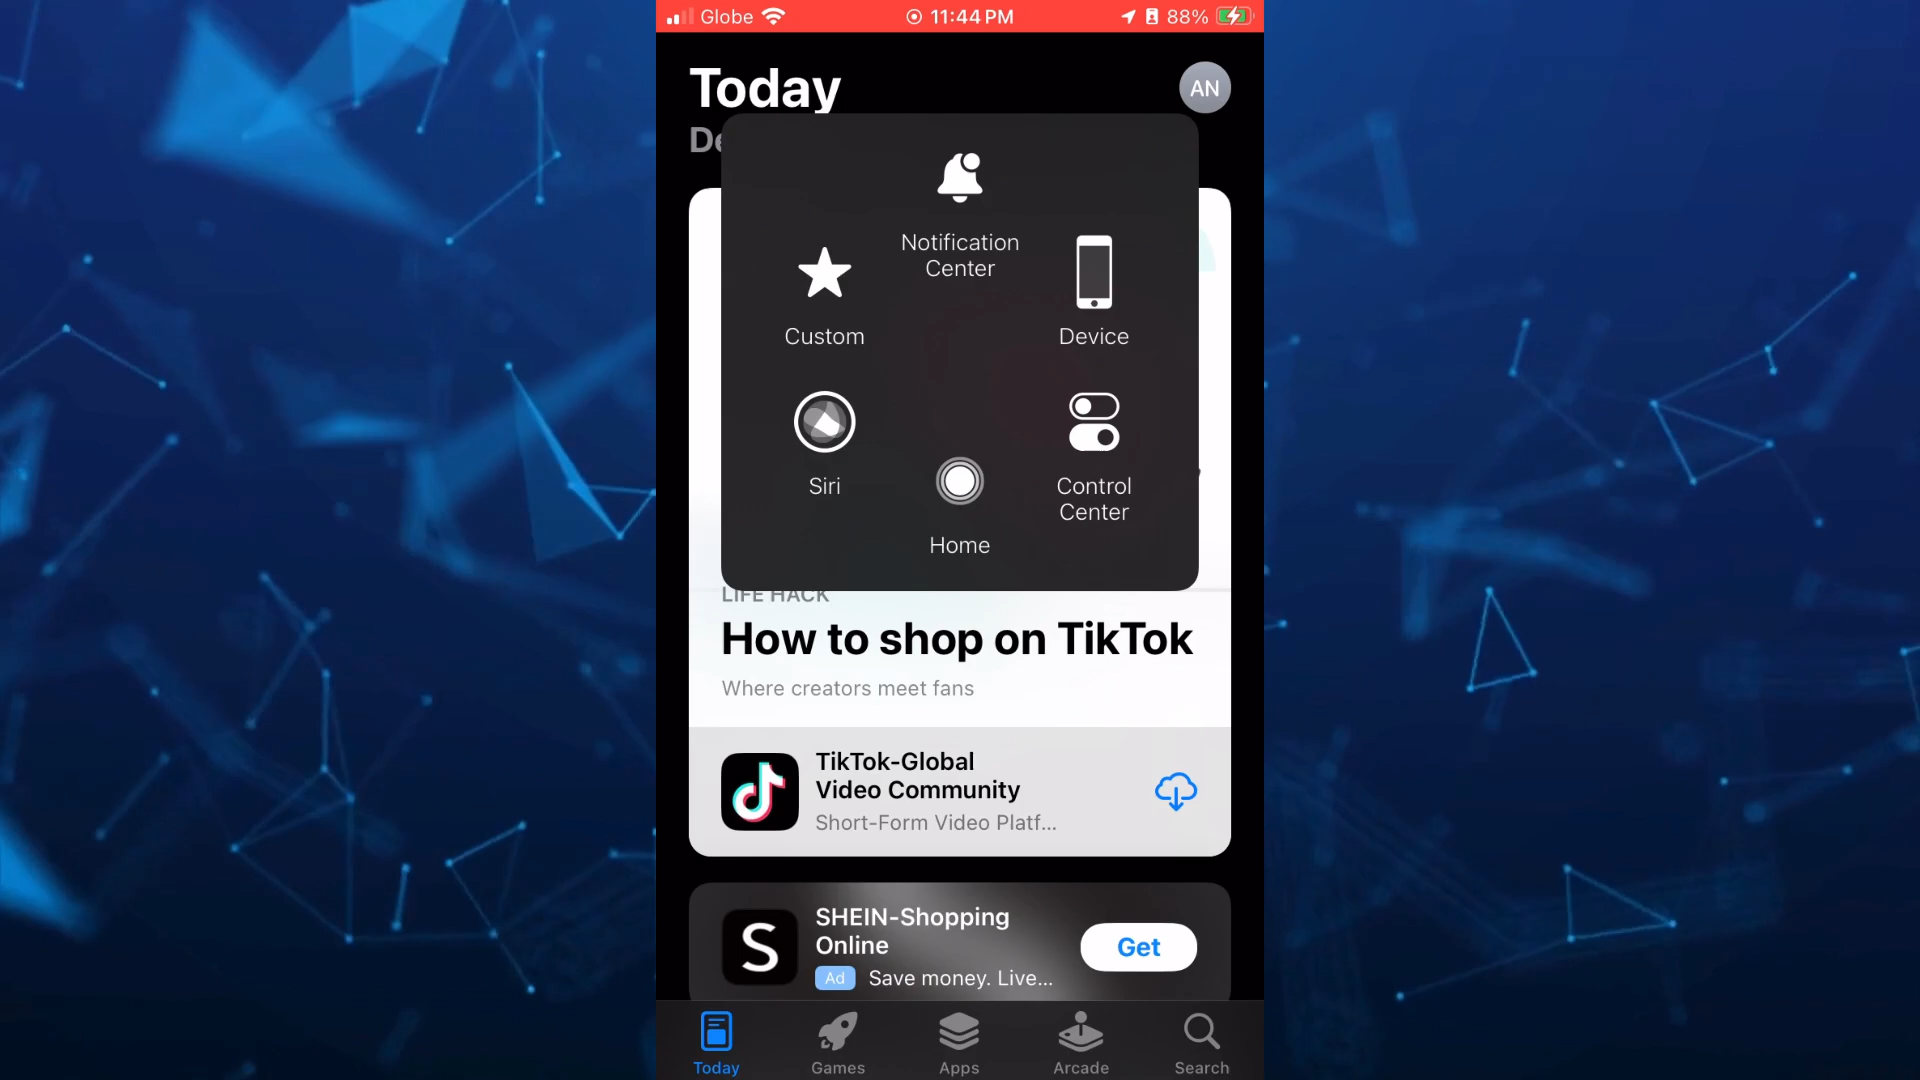 Globe
11:44 PM
88%
Today
AN
De
Notification
Center
Custom
Device
Siri
Control
Center
Home
LIFE HACK
How to shop on TikTok
Where creators meet fans
TikTok-Global
Video Community
Short-Form Video Platf...
S
SHEIN-Shopping
Online
Get
Ad Save money. Live...
Today
Games
Apps
Arcade
Search